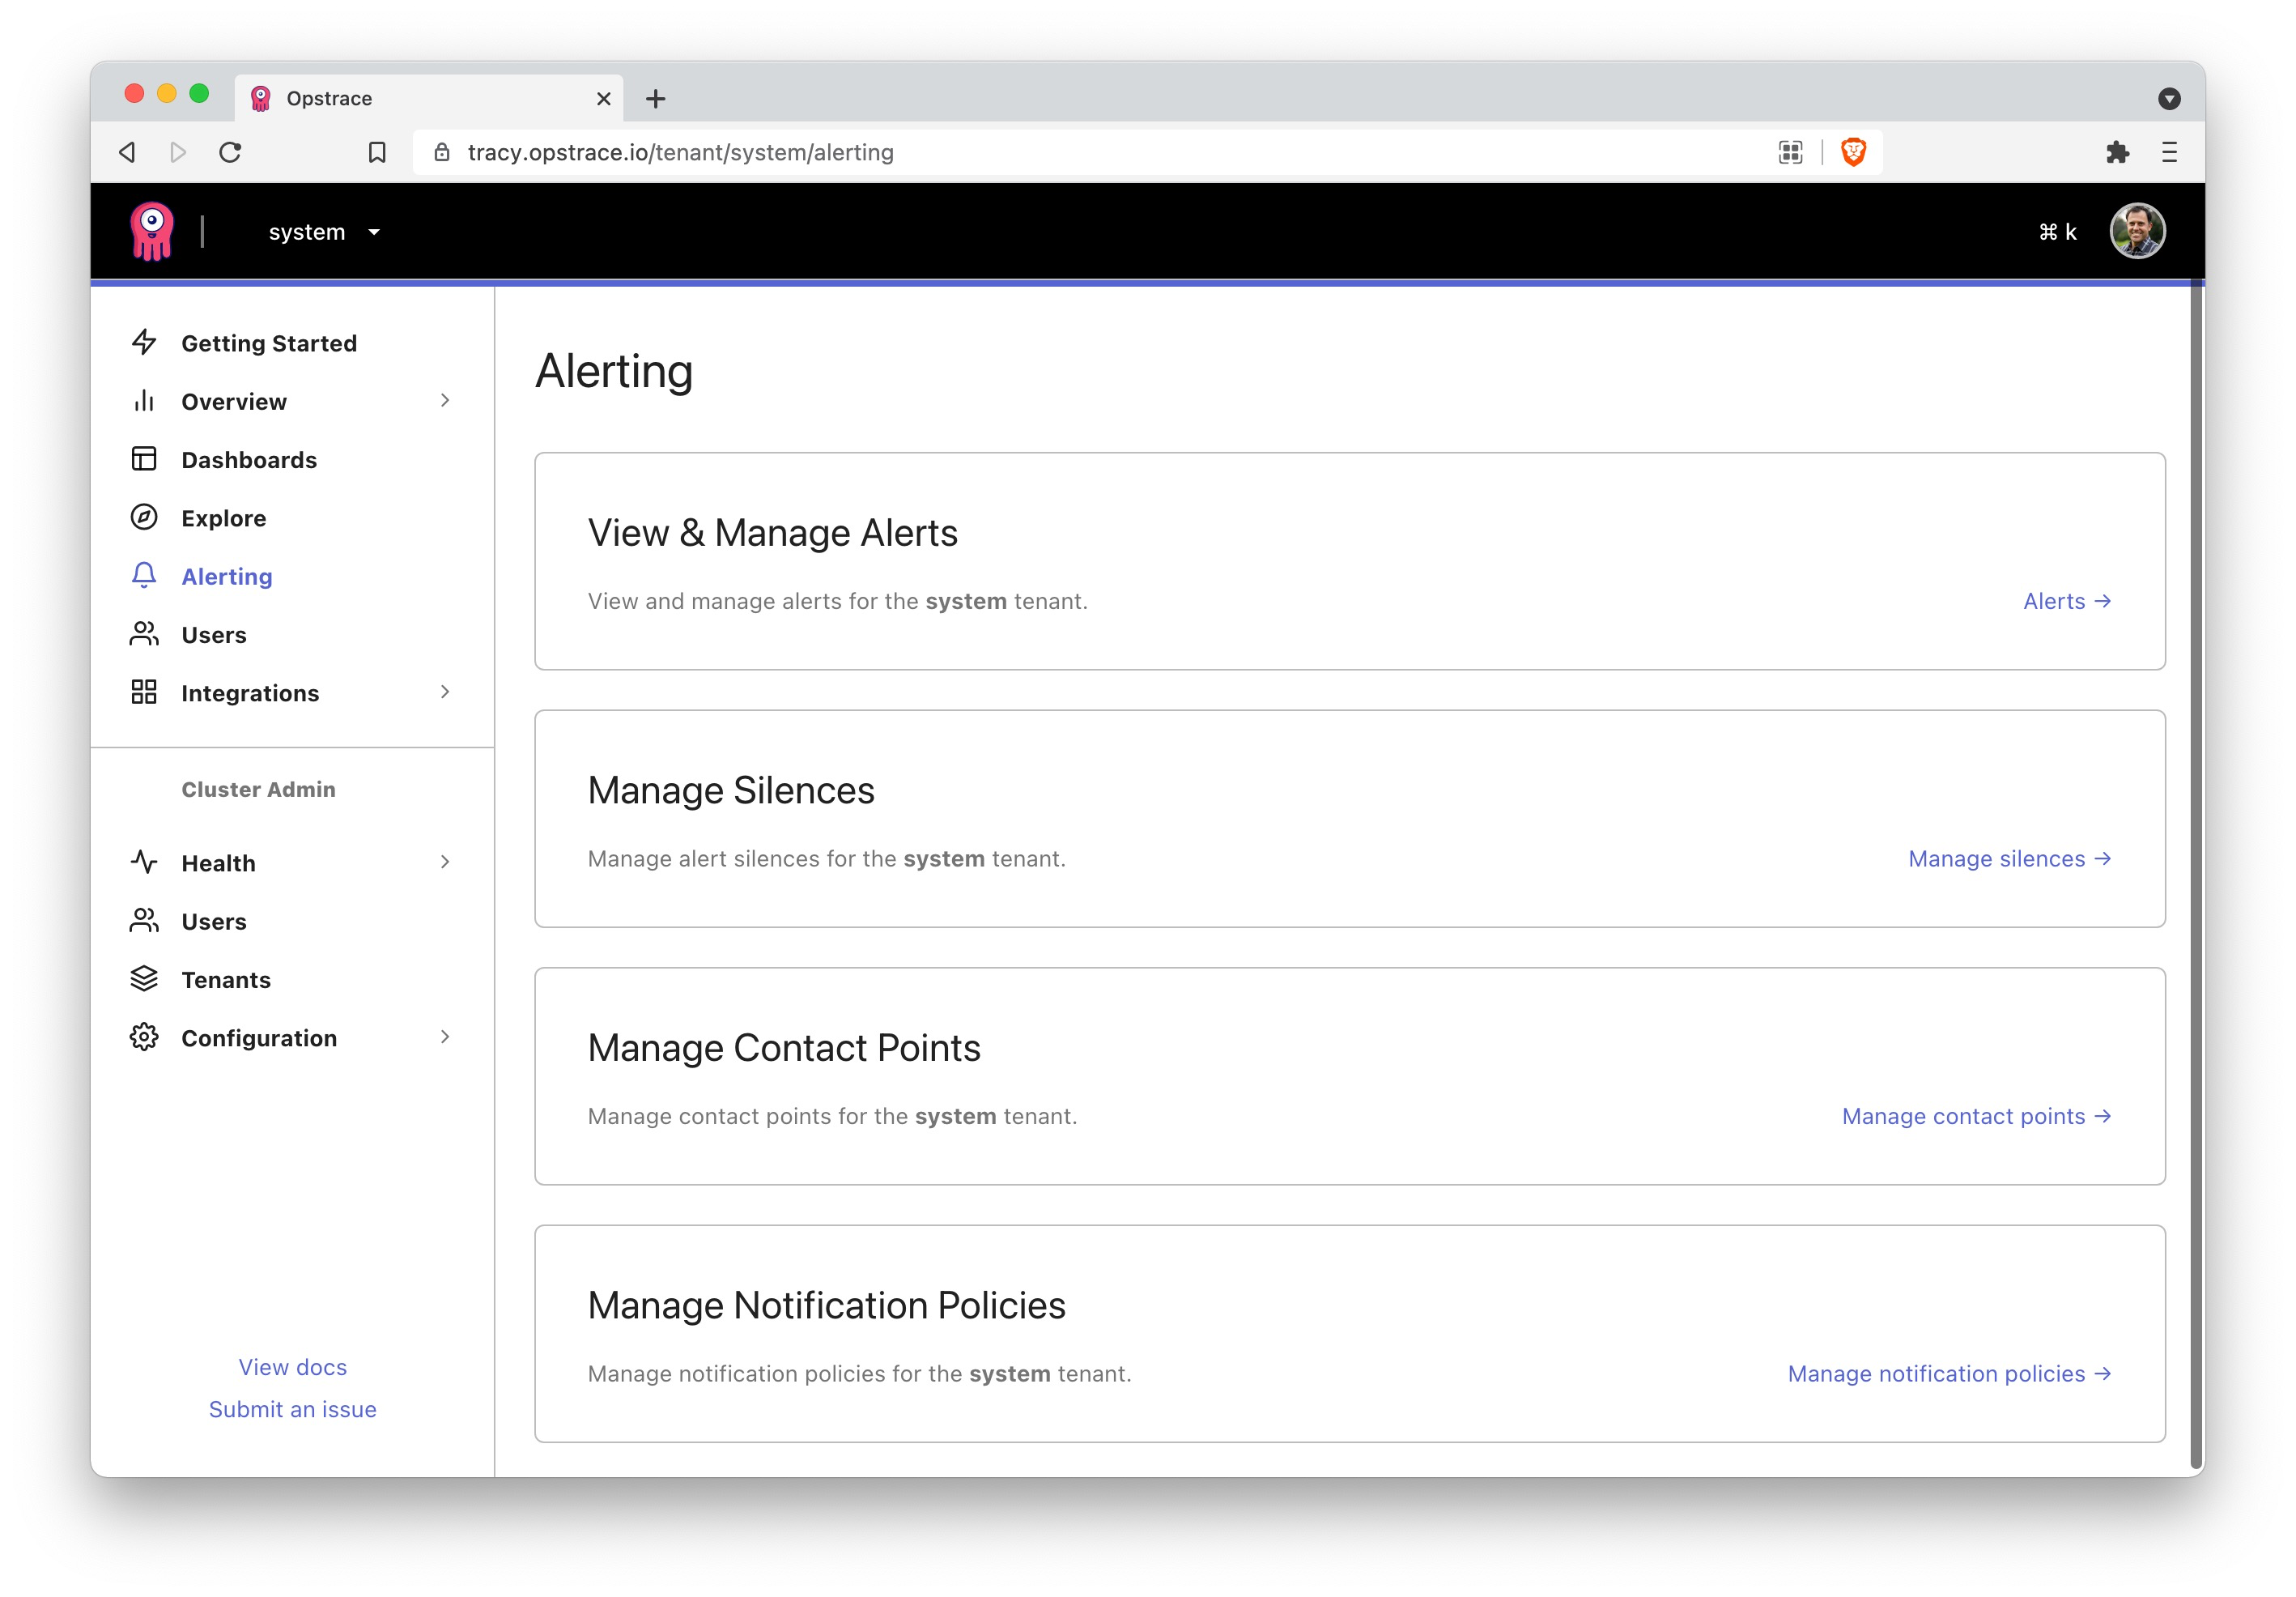 Opstrace
tracy.opstrace.io/tenant/system/alerting
system
⌘ k
Getting Started
Overview
Dashboards
Explore
Alerting
Users
Integrations
Cluster Admin
Health
Users
Tenants
Configuration
View docs
Submit an issue
Alerting
View & Manage Alerts
View and manage alerts for the system tenant.
Alerts →
Manage Silences
Manage alert silences for the system tenant.
Manage silences →
Manage Contact Points
Manage contact points for the system tenant.
Manage contact points →
Manage Notification Policies
Manage notification policies for the system tenant.
Manage notification policies →